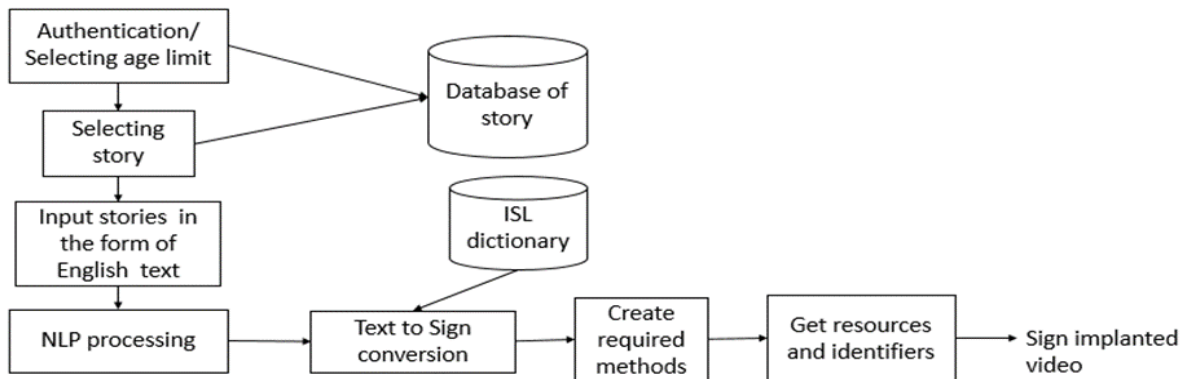 Authentication/
Selecting age limit
Database of
story
Selecting
story
ISL
dictionary
Input stories in
the form of
English text
NLP processing
Text to Sign
conversion
Create
required
methods
Get resources
and identifiers
Sign implanted
video